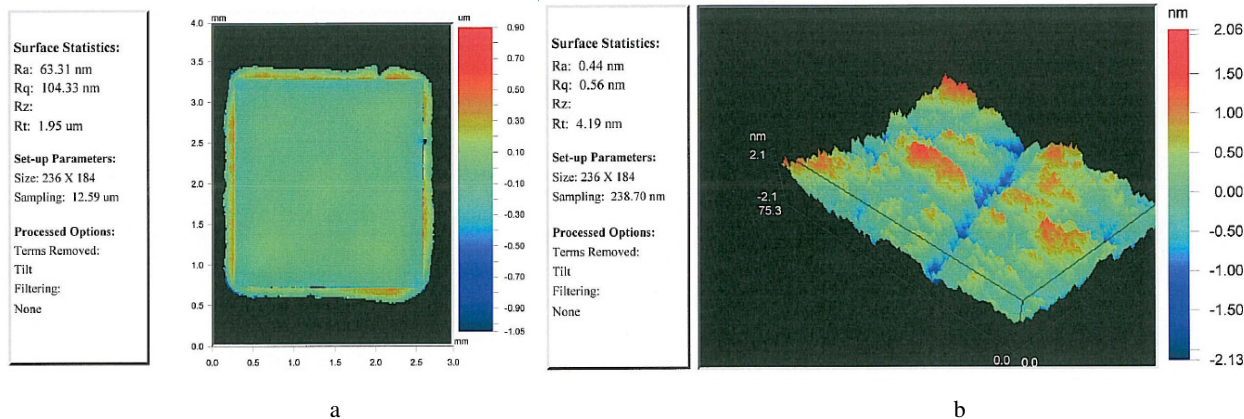 Surface Statistics:
Ra: 63.31 nm
Rq: 104.33 nm
Rz:
Rt: 1.95 um
Set-up Parameters:
Size: 236 X 184
Sampling: 12.59 um
Processed Options:
Terms Removed:
Tilt
Filtering:
None
mm
4.0
3.5
3.0
2.5
2.0
1.5
1.0
0.5
0.0
0.0 0.5 1.0 1.5 2.0 2.5 3.0
mm
um
0.90
0.70
0.50
0.30
0.10
-0.10
-0.30
-0.50
-0.70
-0.90
-1.05
a
Surface Statistics:
Ra: 0.44 nm
Rq: 0.56 nm
Rz:
Rt: 4.19 nm
Set-up Parameters:
Size: 236 X 184
Sampling: 238.70 nm
Processed Options:
Terms Removed:
Tilt
Filtering:
None
nm
2.1
-2.1
75.3
0.0 0.0
nm
2.06
1.50
1.00
0.50
0.00
-0.50
-1.00
-1.50
-2.13
b